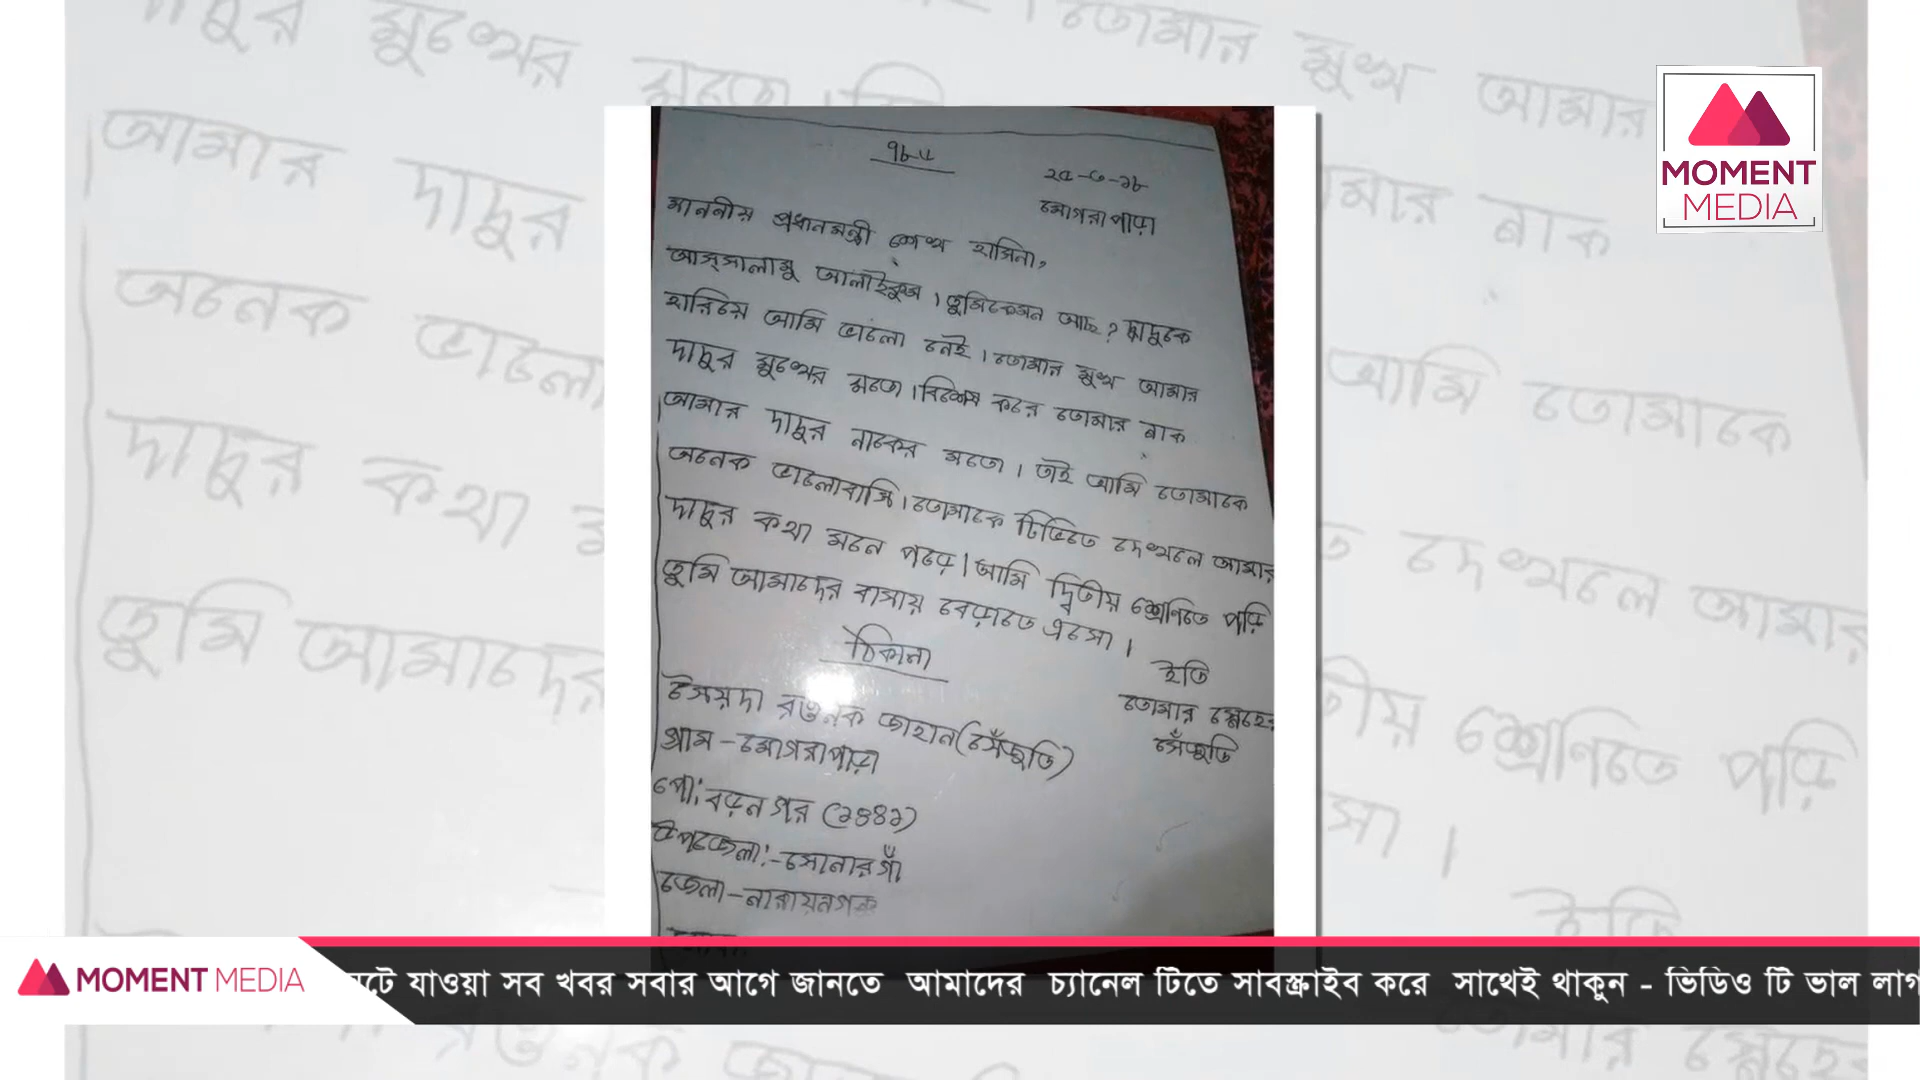 MOMENT
MEDIA
৭৮৬
২৫-৩-১৮
মোগরাপাড়া
মাননীয় প্রধানমন্ত্রী শেখ হাসিনা,
আস্সালামু আলাইকুম। তুমি কেমন আছ? দাদুকে
হারিয়ে আমি ভালো নেই। তোমার মুখ আমার
দাদুর মুখের মতো। বিশেষ করে তোমার নাক
আমার দাদুর নাকের মতো। তাই আমি তোমাকে
অনেক ভালোবাসি। তোমাকে টিভিতে দেখলে আমার
দাদুর কথা মনে পড়ে। আমি দ্বিতীয় শ্রেণিতে পড়ি
তুমি আমাদের বাসায় বেড়াতে এসো।
ইতি
তোমার স্নেহের
সেঁজুতি
ঠিকানা
সৈয়দা রওনক জাহান (সেঁজুতি)
গ্রাম - মোগরাপাড়া
পো: বড়নগর (১৪৪১)
উপজেলা:- সোনারগাঁ
জেলা - নারায়নগঞ্জ
MOMENT MEDIA
যাওয়া সব খবর সবার আগে জানতে আমাদের চ্যানেল টিতে সাবস্ক্রাইব করে সাথেই থাকুন - ভিডিও টি ভাল লাগ